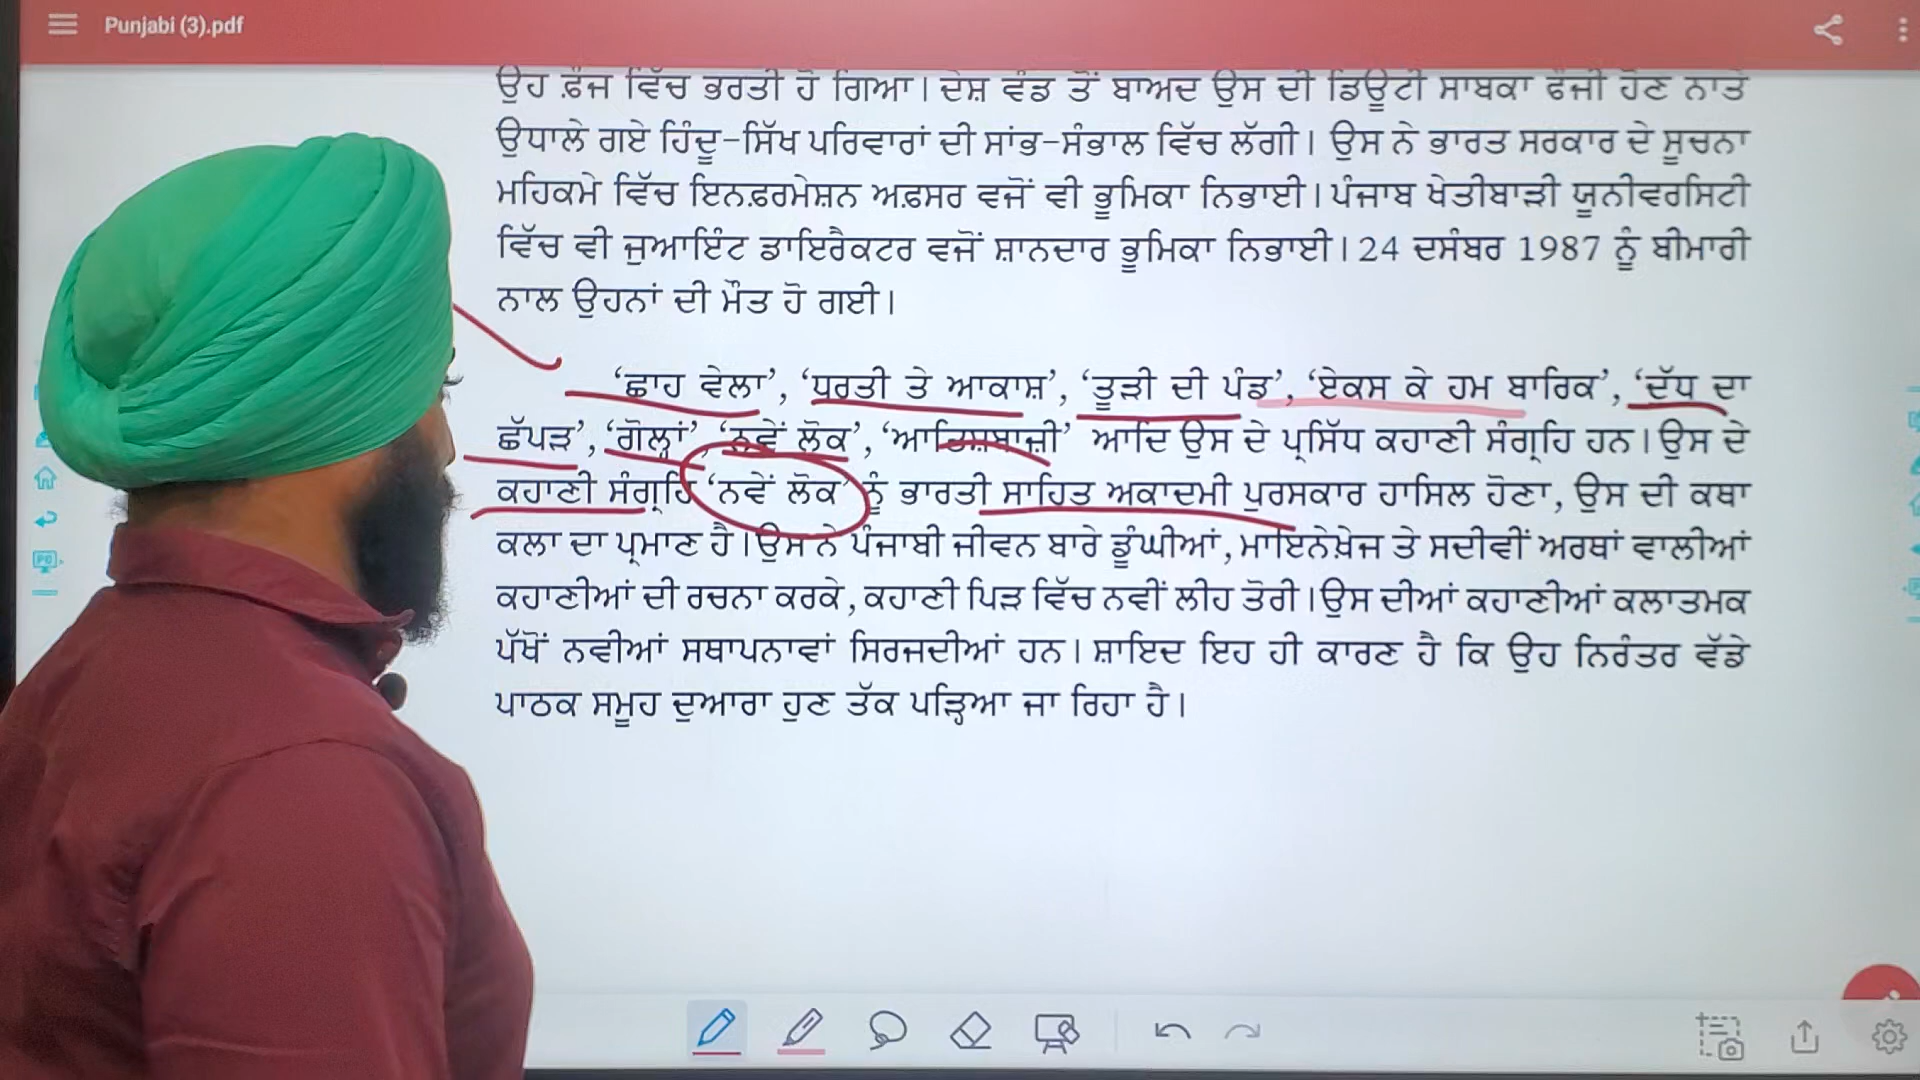 Punjabi (3).pdf
ਉਹ ਫ਼ੌਜ ਵਿੱਚ ਭਰਤੀ ਹੋ ਗਿਆ। ਦੇਸ਼ ਵੰਡ ਤੋਂ ਬਾਅਦ ਉਸ ਦੀ ਡਿਊਟੀ ਸਾਬਕਾ ਫੌਜੀ ਹੋਣ ਨਾਤੇ
ਉਧਾਲੇ ਗਏ ਹਿੰਦੂ-ਸਿੱਖ ਪਰਿਵਾਰਾਂ ਦੀ ਸਾਂਭ-ਸੰਭਾਲ ਵਿੱਚ ਲੱਗੀ। ਉਸ ਨੇ ਭਾਰਤ ਸਰਕਾਰ ਦੇ ਸੂਚਨਾ
ਮਹਿਕਮੇ ਵਿੱਚ ਇਨਫ਼ਰਮੇਸ਼ਨ ਅਫ਼ਸਰ ਵਜੋਂ ਵੀ ਭੂਮਿਕਾ ਨਿਭਾਈ। ਪੰਜਾਬ ਖੇਤੀਬਾੜੀ ਯੂਨੀਵਰਸਿਟੀ
ਵਿੱਚ ਵੀ ਜੁਆਇੰਟ ਡਾਇਰੈਕਟਰ ਵਜੋਂ ਸ਼ਾਨਦਾਰ ਭੂਮਿਕਾ ਨਿਭਾਈ। 24 ਦਸੰਬਰ 1987 ਨੂੰ ਬੀਮਾਰੀ
ਨਾਲ ਉਹਨਾਂ ਦੀ ਮੌਤ ਹੋ ਗਈ।
‘ਛਾਹ ਵੇਲਾ’, ‘ਧਰਤੀ ਤੇ ਆਕਾਸ਼’, ‘ਤੂੜੀ ਦੀ ਪੰਡ’, ‘ਏਕਸ ਕੇ ਹਮ ਬਾਰਿਕ’, ‘ਦੱਧ ਦਾ
ਛੱਪੜ’, ‘ਗੋਲ੍ਹਾਂ’, ‘ਨਵੇਂ ਲੋਕ’, ‘ਆਤਿਸ਼ਬਾਜ਼ੀ’ ਆਦਿ ਉਸ ਦੇ ਪ੍ਰਸਿੱਧ ਕਹਾਣੀ ਸੰਗ੍ਰਹਿ ਹਨ। ਉਸ ਦੇ
ਕਹਾਣੀ ਸੰਗ੍ਰਹਿ ‘ਨਵੇਂ ਲੋਕ’ ਨੂੰ ਭਾਰਤੀ ਸਾਹਿਤ ਅਕਾਦਮੀ ਪੁਰਸਕਾਰ ਹਾਸਿਲ ਹੋਣਾ, ਉਸ ਦੀ ਕਥਾ
ਕਲਾ ਦਾ ਪ੍ਰਮਾਣ ਹੈ। ਉਸ ਨੇ ਪੰਜਾਬੀ ਜੀਵਨ ਬਾਰੇ ਡੂੰਘੀਆਂ, ਮਾਇਨੇਖ਼ੇਜ ਤੇ ਸਦੀਵੀਂ ਅਰਥਾਂ ਵਾਲੀਆਂ
ਕਹਾਣੀਆਂ ਦੀ ਰਚਨਾ ਕਰਕੇ, ਕਹਾਣੀ ਪਿੜ ਵਿੱਚ ਨਵੀਂ ਲੀਹ ਤੋਰੀ। ਉਸ ਦੀਆਂ ਕਹਾਣੀਆਂ ਕਲਾਤਮਕ
ਪੱਖੋਂ ਨਵੀਆਂ ਸਥਾਪਨਾਵਾਂ ਸਿਰਜਦੀਆਂ ਹਨ। ਸ਼ਾਇਦ ਇਹ ਹੀ ਕਾਰਣ ਹੈ ਕਿ ਉਹ ਨਿਰੰਤਰ ਵੱਡੇ
ਪਾਠਕ ਸਮੂਹ ਦੁਆਰਾ ਹੁਣ ਤੱਕ ਪੜ੍ਹਿਆ ਜਾ ਰਿਹਾ ਹੈ।